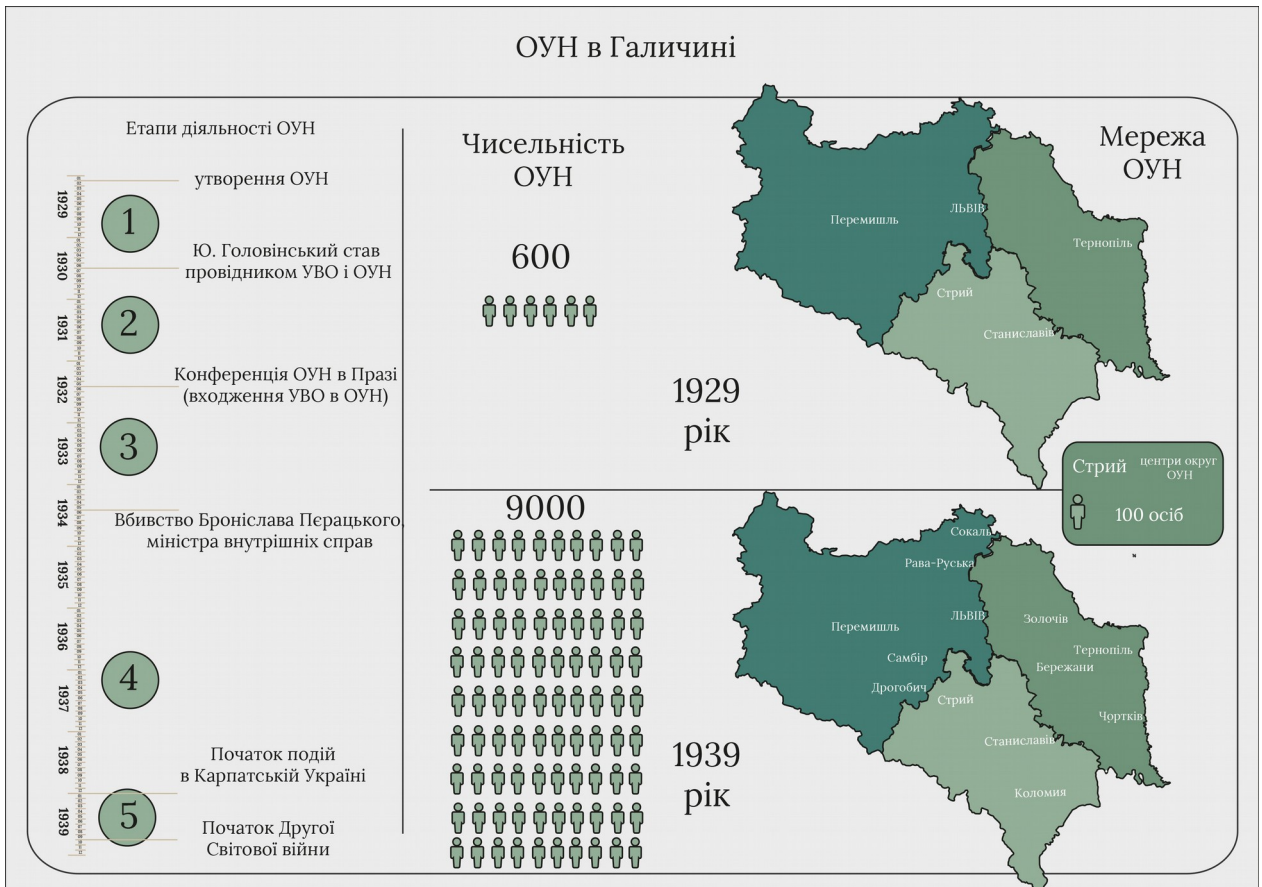 ОУН в Галичині
Етапи діяльності ОУН
1929
1930
1931
1932
1933
1934
1935
1936
1937
1938
1939
утворення ОУН
1
Ю. Головінський став
провідником УВО і ОУН
2
Конференція ОУН в Празі
(входження УВО в ОУН)
3
Вбивство Броніслава Пєрацького,
міністра внутрішніх справ
4
Початок подій
в Карпатській Україні
5
Початок Другої
Світової війни
Чисельність
ОУН
600
1929
рік
Мережа
ОУН
Перемишль
ЛЬВІВ
Тернопіль
Стрий
Станиславів
Стрий
центри округ
ОУН
100 осіб
9000
1939
рік
Сокаль
Рава-Руська
Перемишль
ЛЬВІВ
Золочів
Тернопіль
Самбір
Бережани
Дрогобич
Стрий
Чортків
Станиславів
Коломия